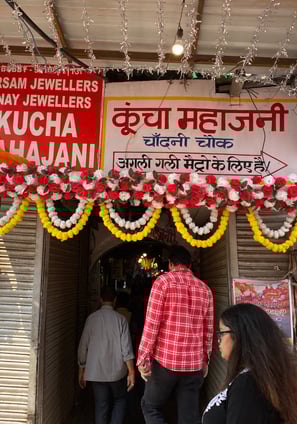 RSAM JEWELLERS
NAY JEWELLERS
KUCHA
AHAJANI
कूंचा महाजनी
चाँदनी चौक
अगली गली मैट्रो के लिए है